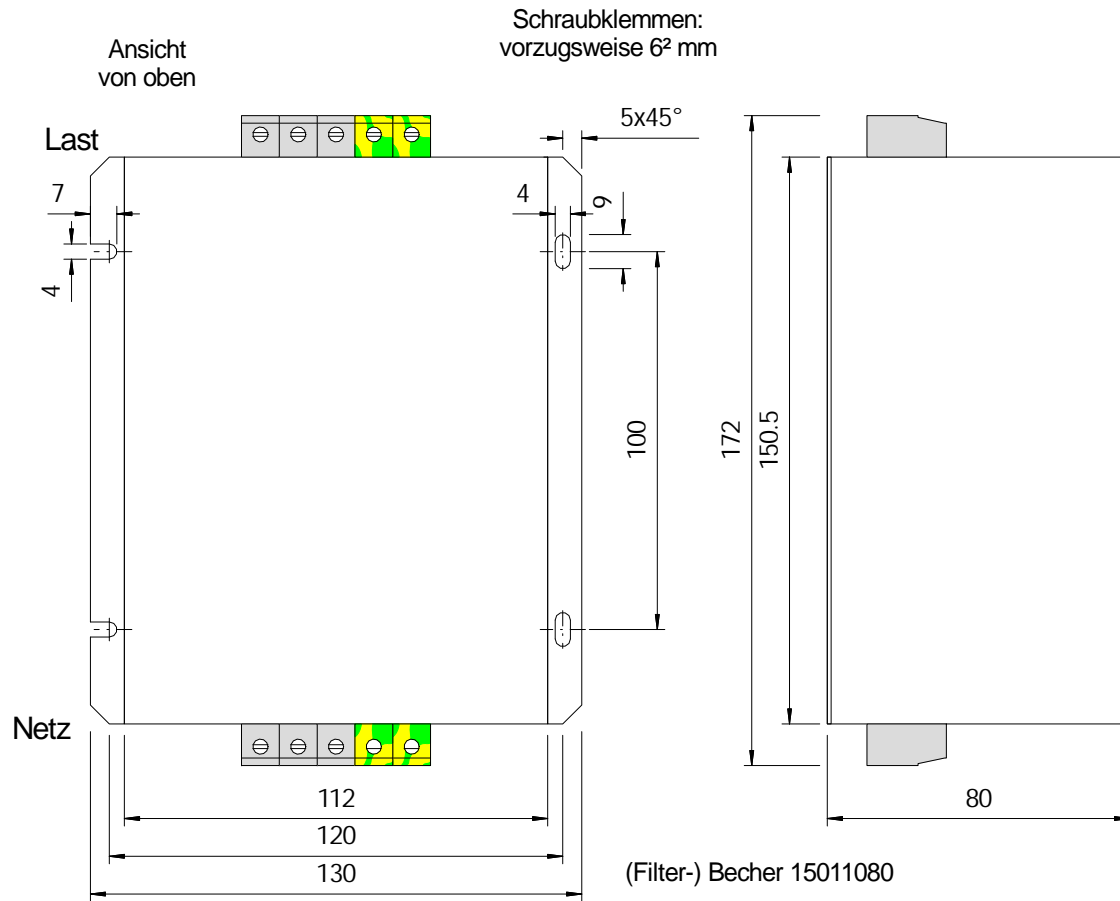 Schraubklemmen:
vorzugsweise 6² mm
Ansicht
von oben
5x45°
Last
7
4
9
4
100
172
150.5
Netz
112
80
120
130
(Filter-) Becher 15011080